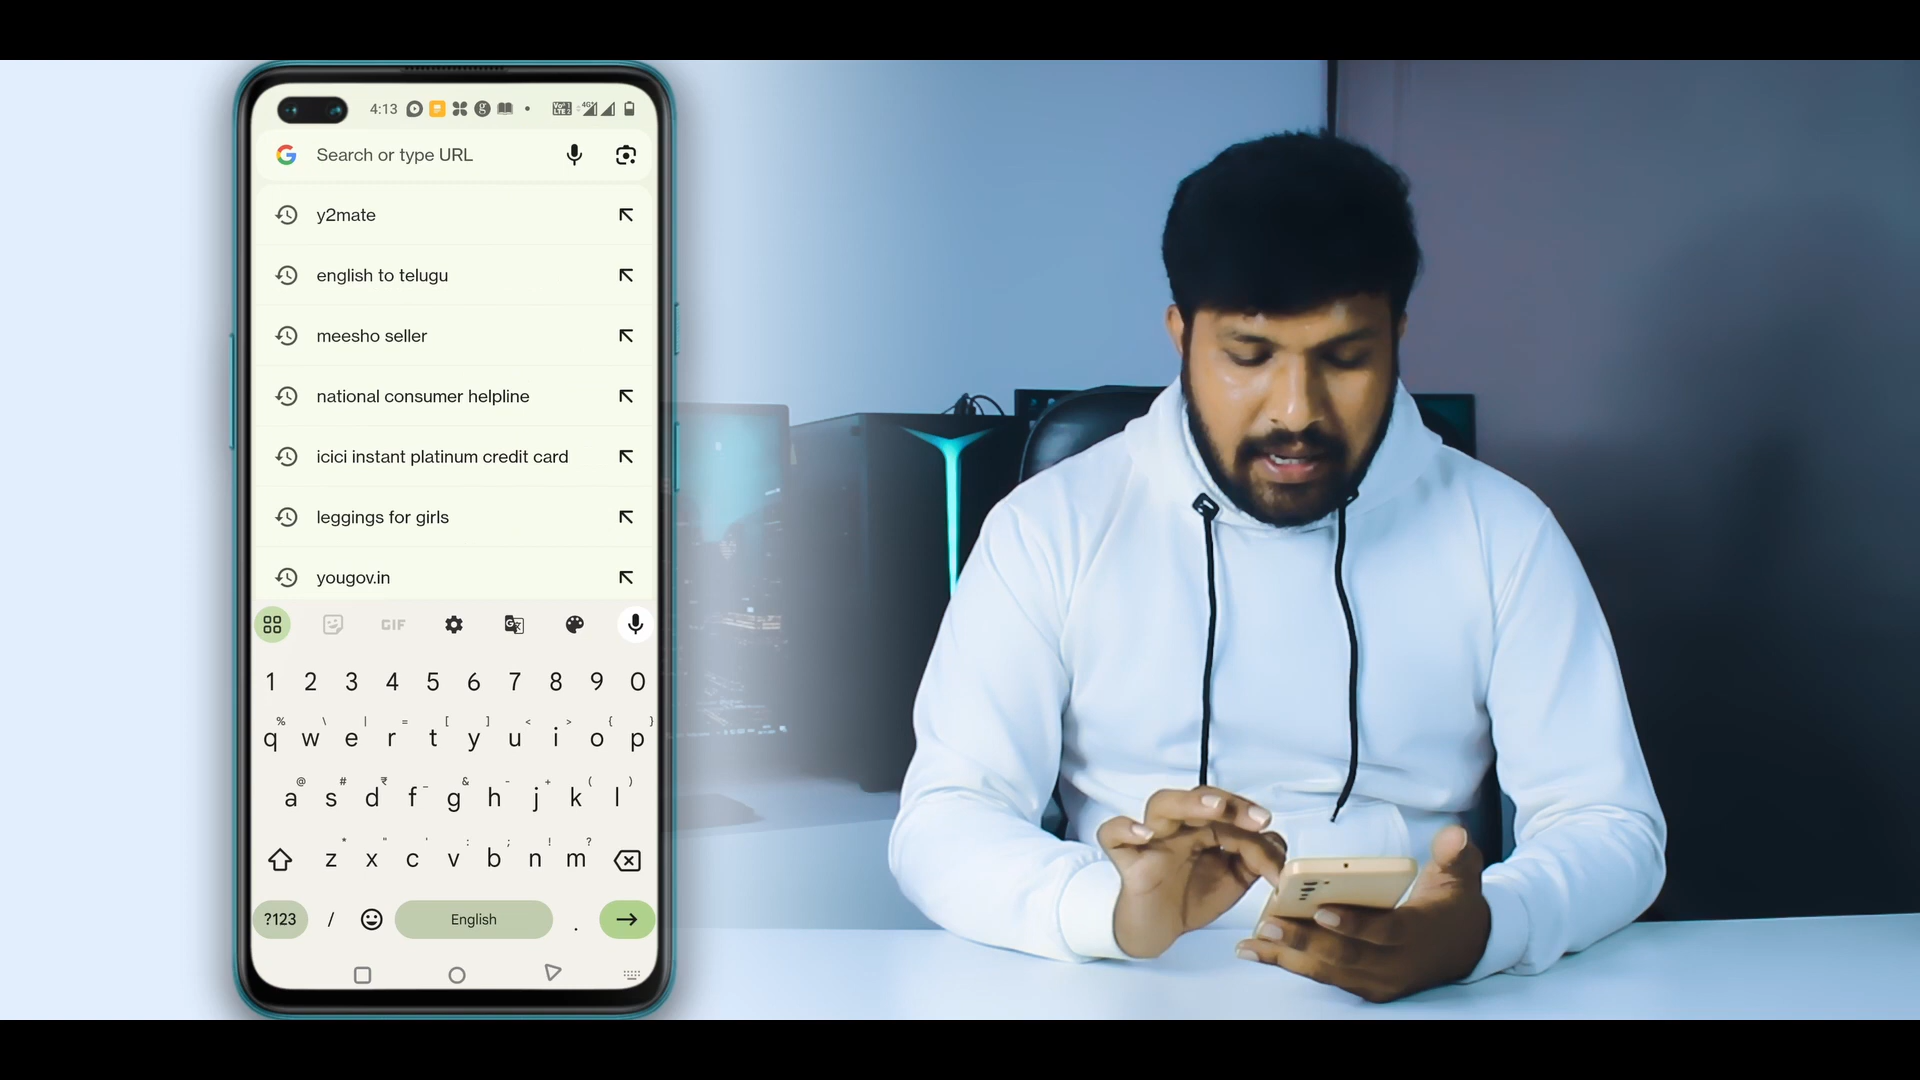 4:13
Search or type URL
y2mate
english to telugu
meesho seller
national consumer helpline
icici instant platinum credit card
leggings for girls
yougov.in
GIF
1 2 3 4 5 6 7 8 9 0
% \ | = [ ] < > { }
q w e r t y u i o p
@ # ₹ _ & - + ( )
a s d f g h j k l
* " ' : ; ! ?
z x c v b n m
?123 / English .